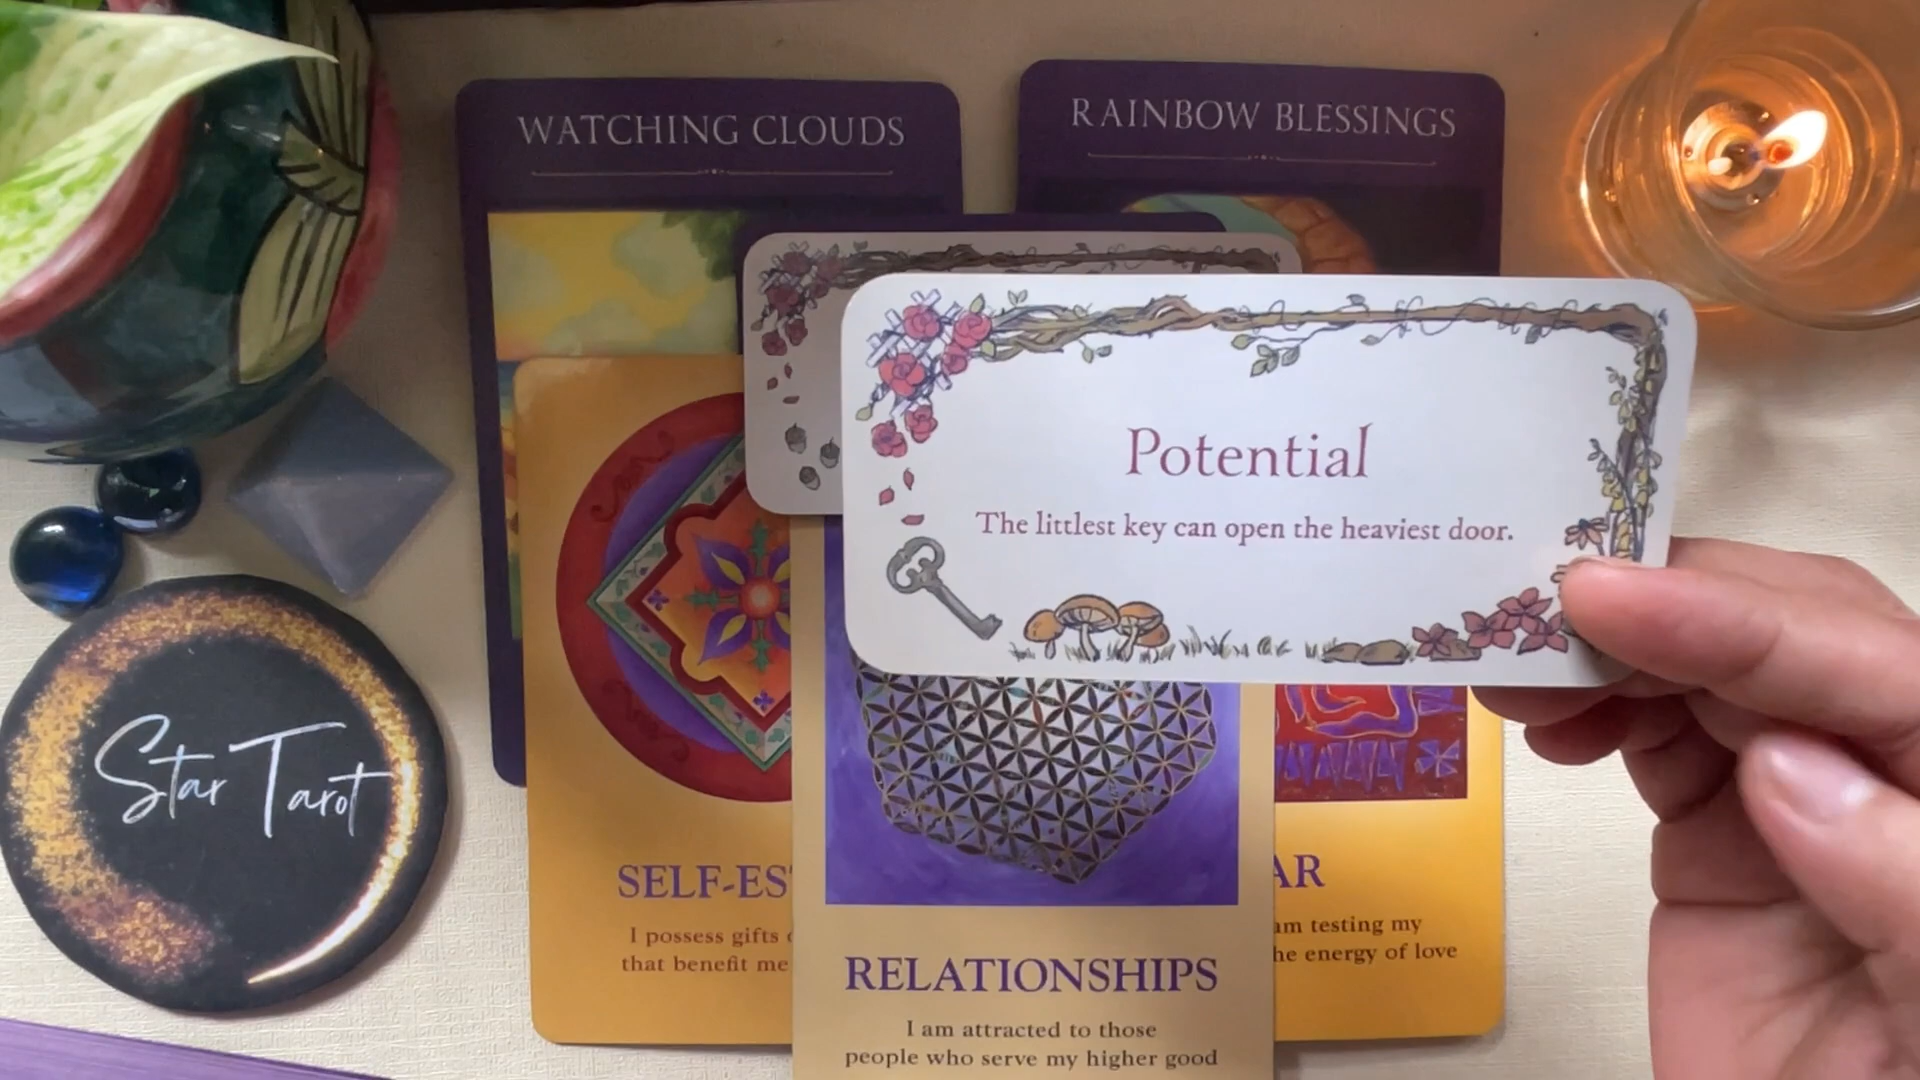 WATCHING CLOUDS
RAINBOW BLESSINGS
Potential
The littlest key can open the heaviest door.
Star Tarot
SELF-ES
I possess gifts
that benefit me
RELATIONSHIPS
I am attracted to those
people who serve my higher good
AR
am testing my
he energy of love